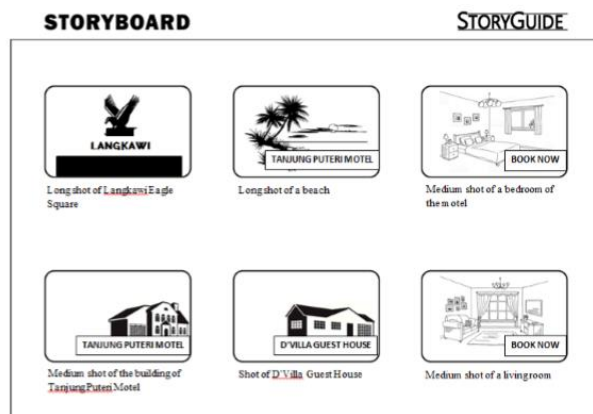 STORYBOARD
STORYGUIDE
LANGKAWI
TANJUNG PUTERI MOTEL
BOOK NOW
Long shot of Langkawi Eagle
Square
Long shot of a beach
Medium shot of a bedroom of
the motel
TANJUNG PUTERI MOTEL
D'VILLA GUEST HOUSE
BOOK NOW
Medium shot of the building of
Tanjung Puteri Motel
Shot of D'Villa Guest House
Medium shot of a living room